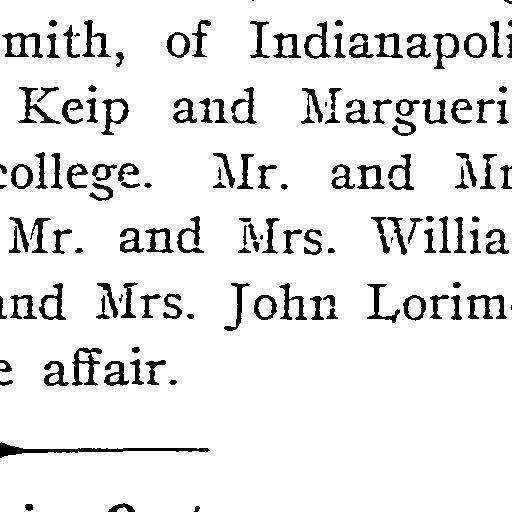 mith, of Indianapoli
Keip and Margueri
college. Mr. and Mr
Mr. and Mrs. Willia
and Mrs. John Lorim-
e affair.